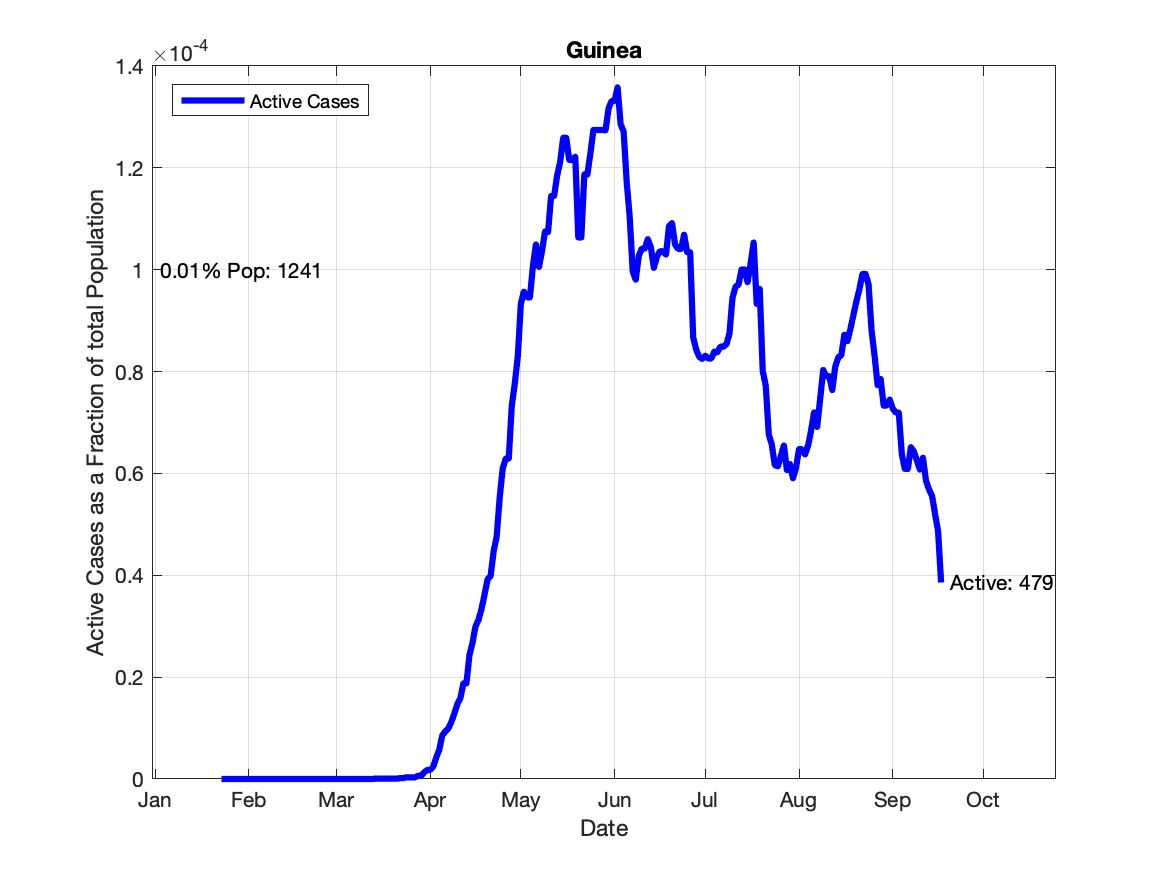 Guinea
×10-4
1.4
1.2
1
0.8
0.6
0.4
0.2
0
Active Cases
0.01% Pop: 1241
Active: 479
Active Cases as a Fraction of total Population
Jan Feb Mar Apr May Jun Jul Aug Sep Oct
Date